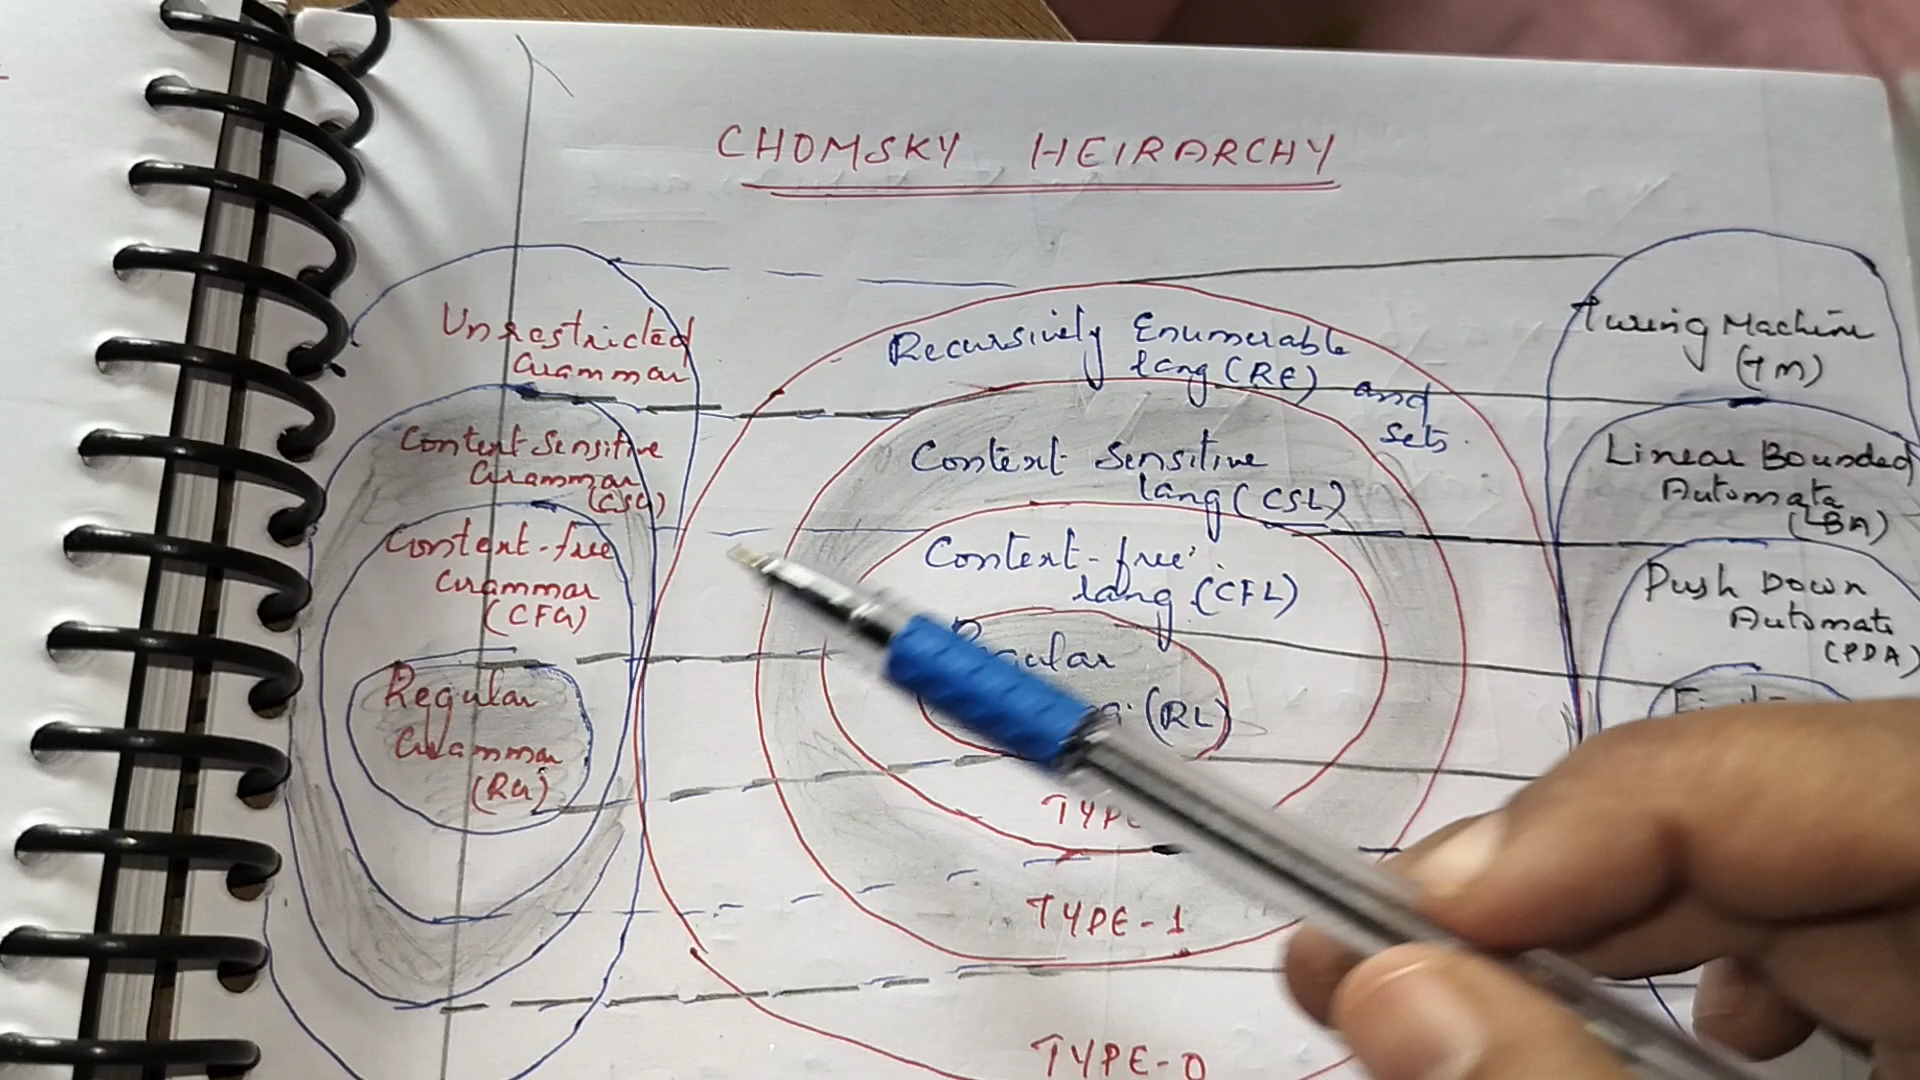 CHOMSKY HEIRARCHY
Unrestricted
Grammar
Context Sensitive
Grammar
(CSG)
Context-free
Grammar
(CFG)
Regular
Grammar
(RG)
Recursively Enumerable
lang (RE) and
sets.
Context Sensitive
lang (CSL)
Context-free
lang (CFL)
(RL)
TYPE-1
TYPE-0
Turing Machine
(TM)
Linear Bounded
Automata
(LBA)
Push Down
Automata
(PDA)